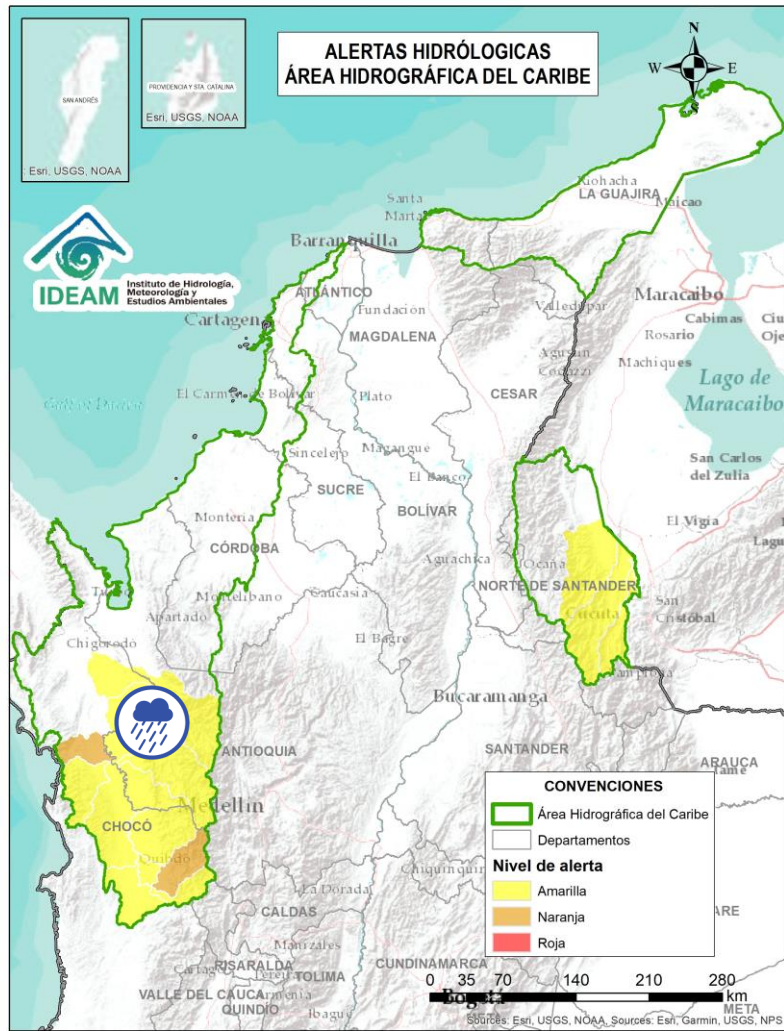 ALERTAS HIDRÓLOGICAS
ÁREA HIDROGRÁFICA DEL CARIBE
N
W
E
S
SAN ANDRÉS
Esri, USGS, NOAA
PROVIDENCIA Y STA. CATALINA
Esri, USGS, NOAA
IDEAM
Instituto de Hidrología,
Meteorología y
Estudios Ambientales
Riohacha
LA GUAJIRA
Maicao
Santa
Marta
Barranquilla
ATLÁNTICO
Fundación
Cartagen
MAGDALENA
Valledupar
Maracaibo
Cabimas
Rosario
Machiques
Agustín
Codazzi
CESAR
Lago de
Maracaibo
El Carmen de Bolívar
Plato
Sincelejo
Magangue
San Carlos
del Zulia
El Banco
SUCRE
BOLÍVAR
Montería
CÓRDOBA
El Vigía
Aguachica
Ocaña
NORTE DE SANTANDER
Cucuta
San
Cristóbal
Montelibano
Caucasia
Apartado
El Bagre
Chigorodó
Bucaramanga
ANTIOQUIA
SANTANDER
ARAUCA
Medellín
CHOCÓ
Quibdó
La Dorada
CALDAS
Manizales
RISARALDA
TOLIMA
CUNDINAMARCA
VALLE DEL CAUCA
QUINDÍO
Ibague
Bogotá
META
CONVENCIONES
Área Hidrográfica del Caribe
Departamentos
Nivel de alerta
Amarilla
Naranja
Roja
0 35 70 140 210 280
km
Sources: Esri, USGS, NOAA, Sources: Esri, Garmin, USGS, NPS